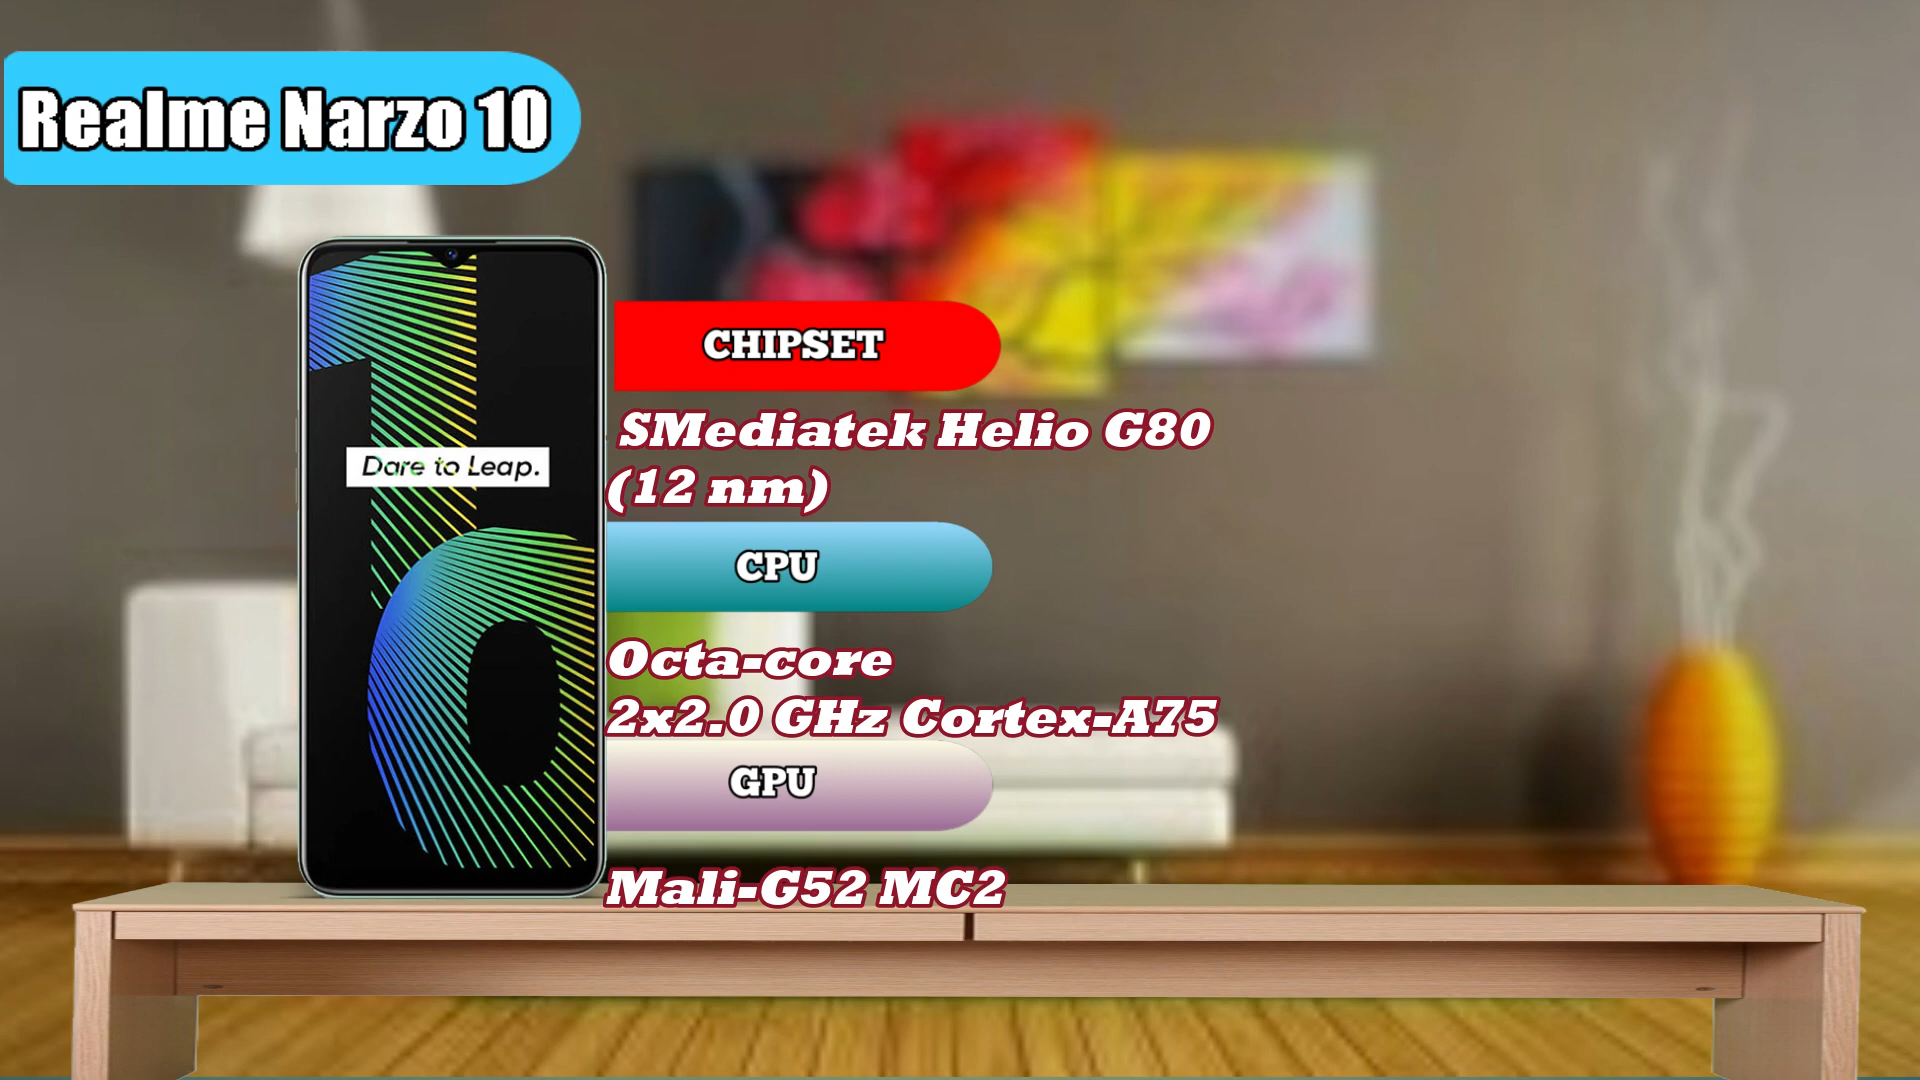 Realme Narzo 10
Dare to Leap.
CHIPSET
SMediatek Helio G80
(12 nm)
CPU
Octa-core
2x2.0 GHz Cortex-A75
GPU
Mali-G52 MC2